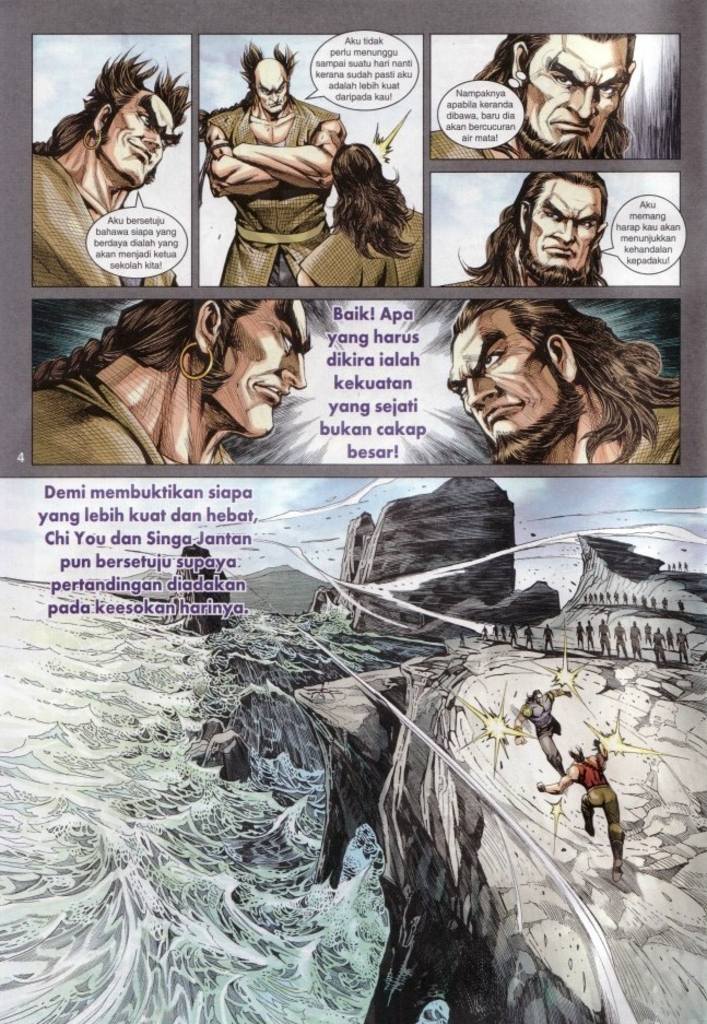 Aku bersetuju
bahawa siapa yang
berdaya dialah yang
akan menjadi ketua
sekolah kita!
Aku tidak
perlu menunggu
sampai suatu hari nanti
kerana sudah pasti aku
adalah lebih kuat
daripada kau!
Nampaknya
apabila keranda
dibawa, baru dia
akan bercucuran
air mata!
Aku
memang
harap kau akan
menunjukkan
kehandalan
kepadaku!
Baik! Apa
yang harus
dikira ialah
kekuatan
yang sejati
bukan cakap
besar!
4
Demi membuktikan siapa
yang lebih kuat dan hebat,
Chi You dan Singa Jantan
pun bersetuju supaya
pertandingan diadakan
pada keesokan harinya.